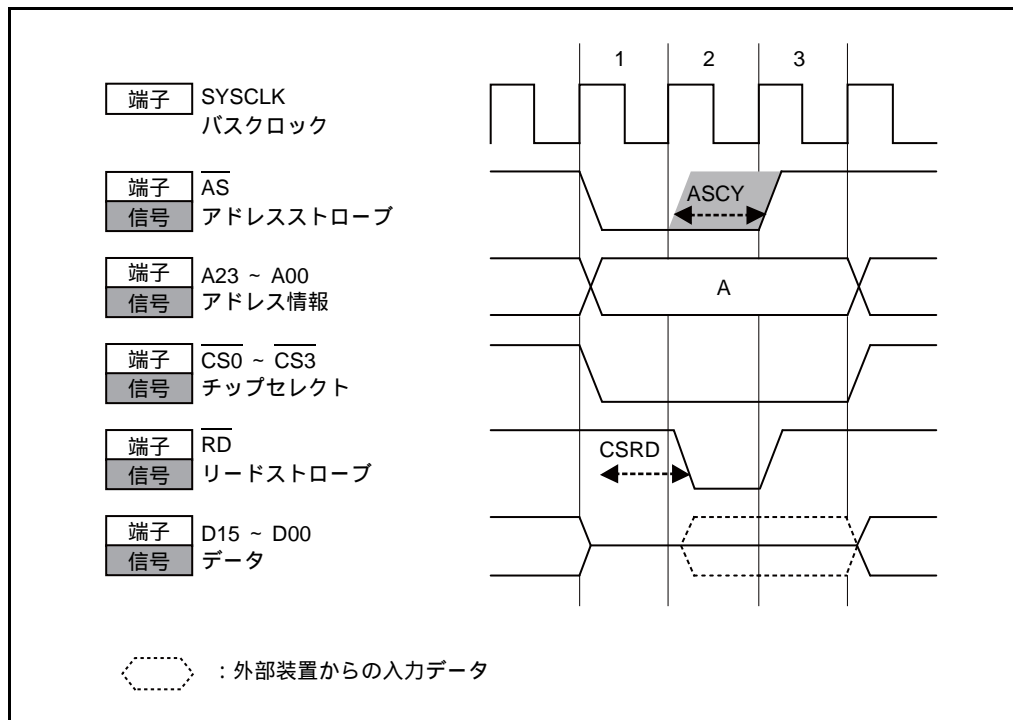 1 2 3
端子 SYSCLK
バスクロック
端子 AS
信号 アドレスストローブ
ASCY
端子 A23 ~ A00
信号 アドレス情報
A
端子 CS0 ~ CS3
信号 チップセレクト
端子 RD
信号 リードストローブ
CSRD
端子 D15 ~ D00
信号 データ
：外部装置からの入力データ